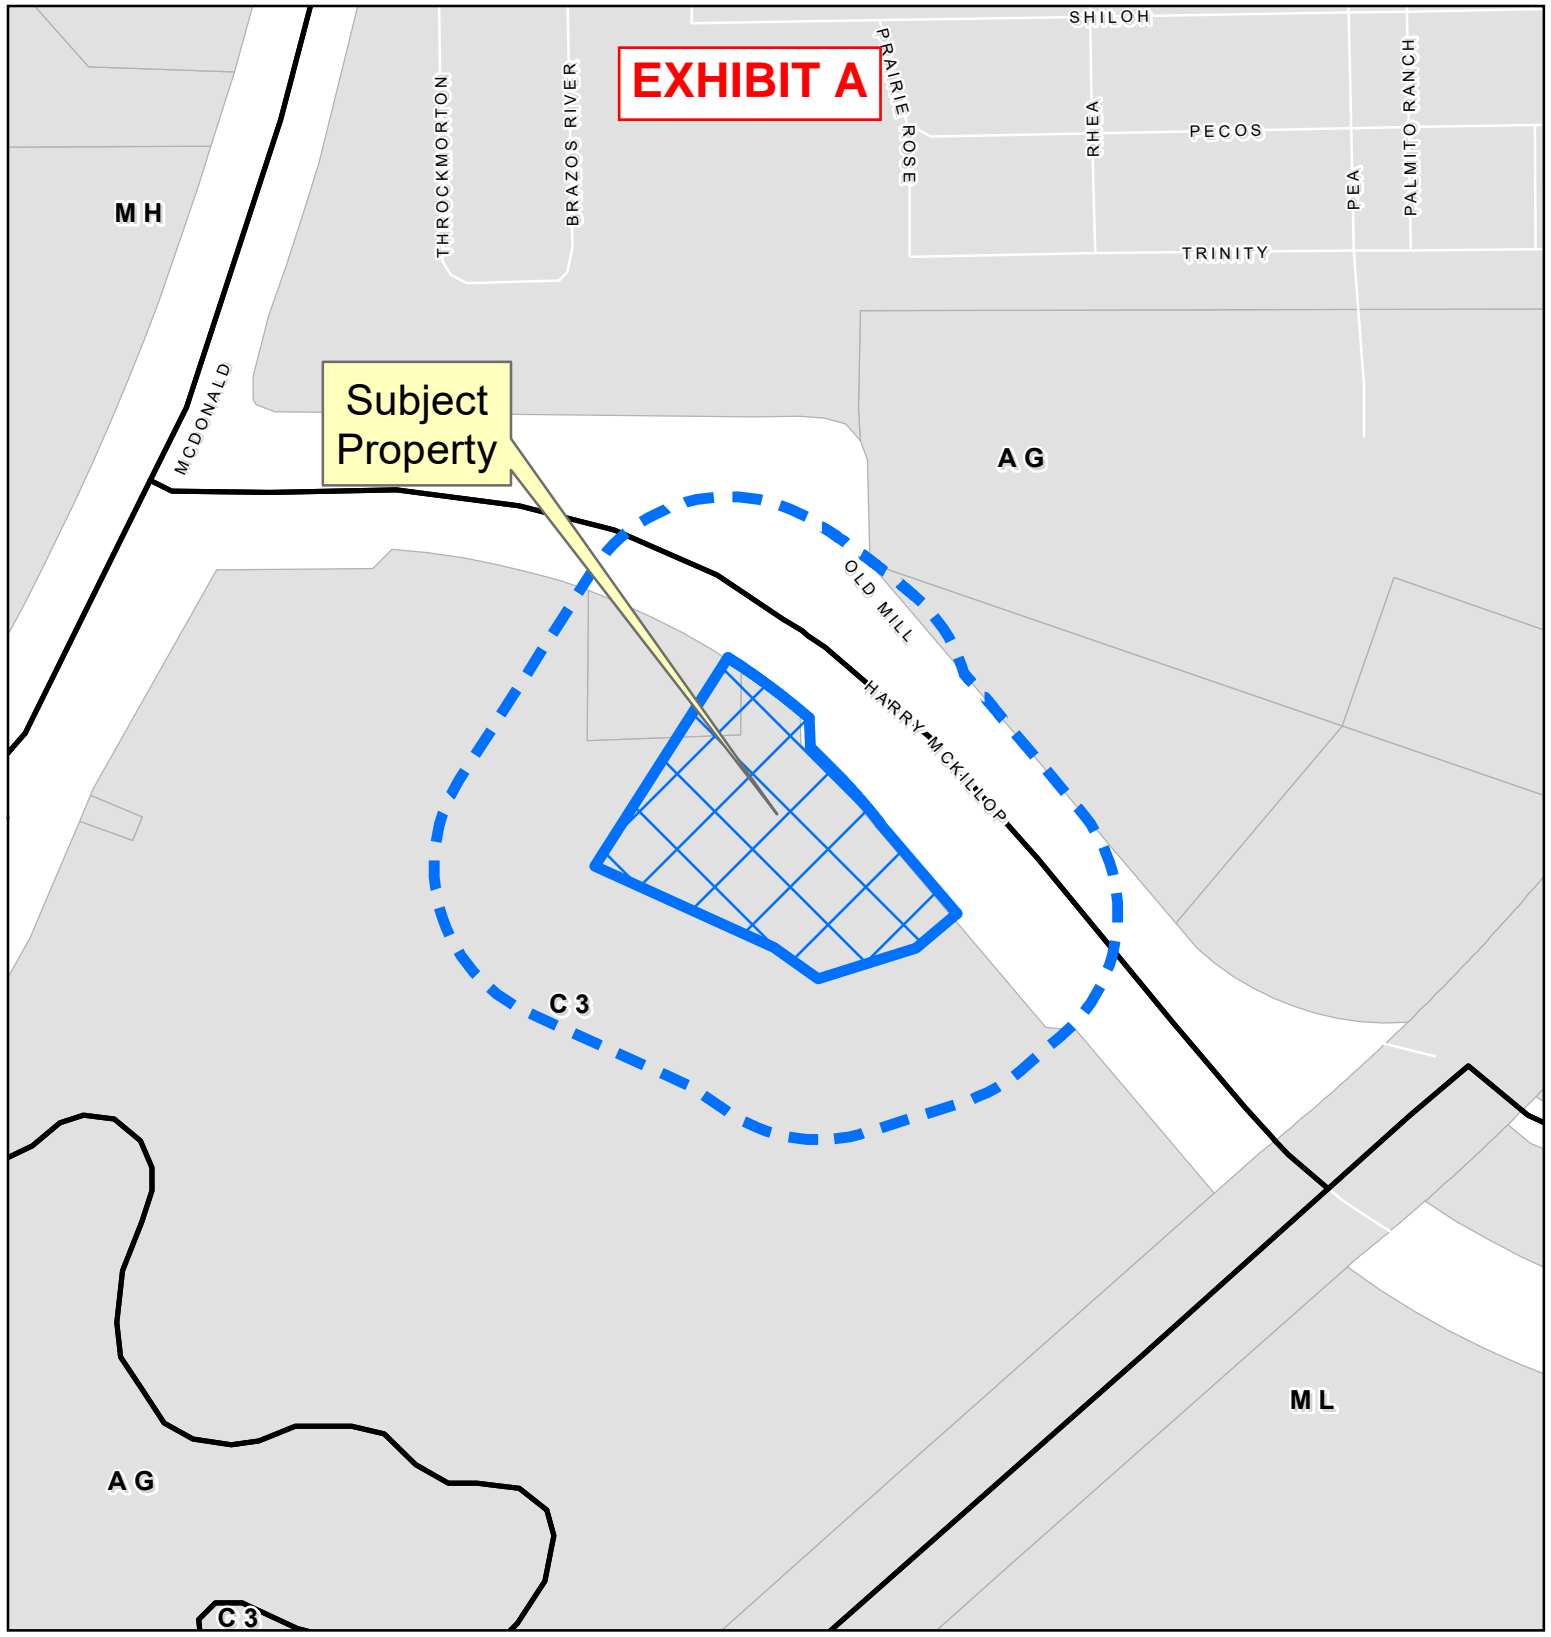 SHILOH
EXHIBIT A
PRAIRIE ROSE
THROCKMORTON
BRAZOS RIVER
RHEA
PECOS
PALMITO RANCH
PEA
MH
TRINITY
MCDONALD
Subject
Property
AG
OLD MILL
HARRY MCKILLOP
C3
ML
AG
C3